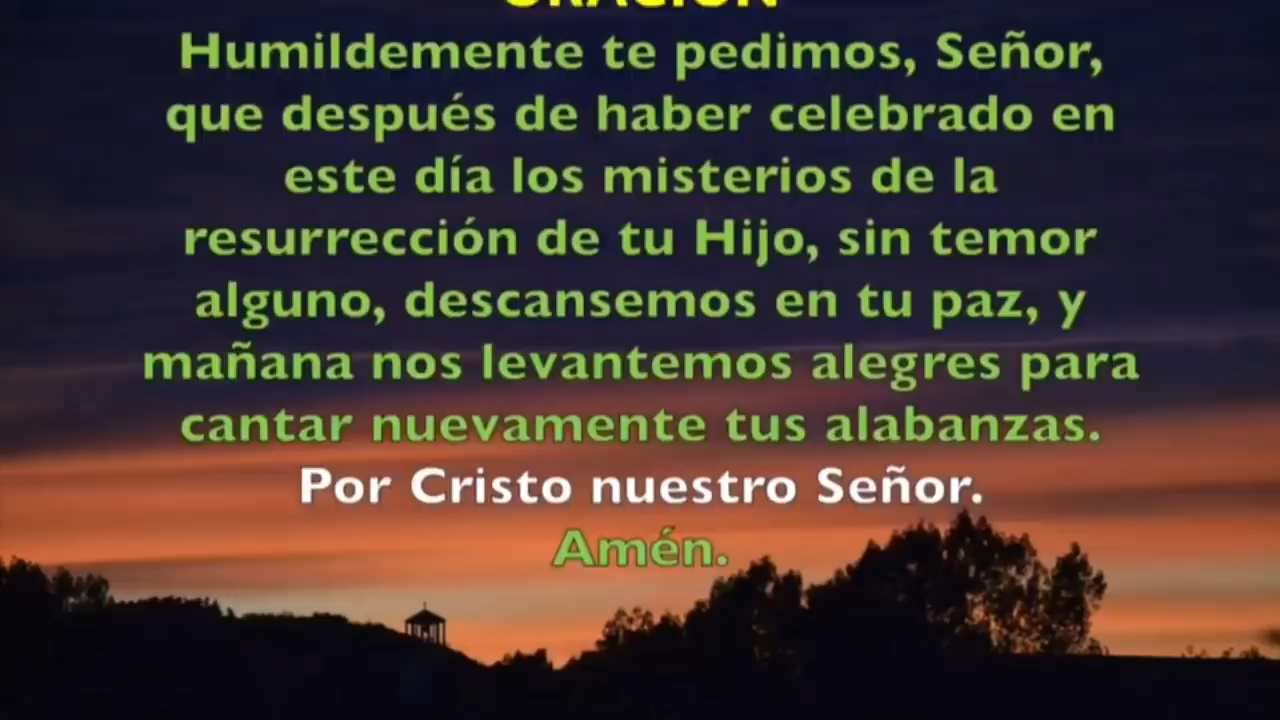 ORACIÓN
Humildemente te pedimos, Señor,
que después de haber celebrado en
este día los misterios de la
resurrección de tu Hijo, sin temor
alguno, descansemos en tu paz, y
mañana nos levantemos alegres para
cantar nuevamente tus alabanzas.
Por Cristo nuestro Señor.
Amén.